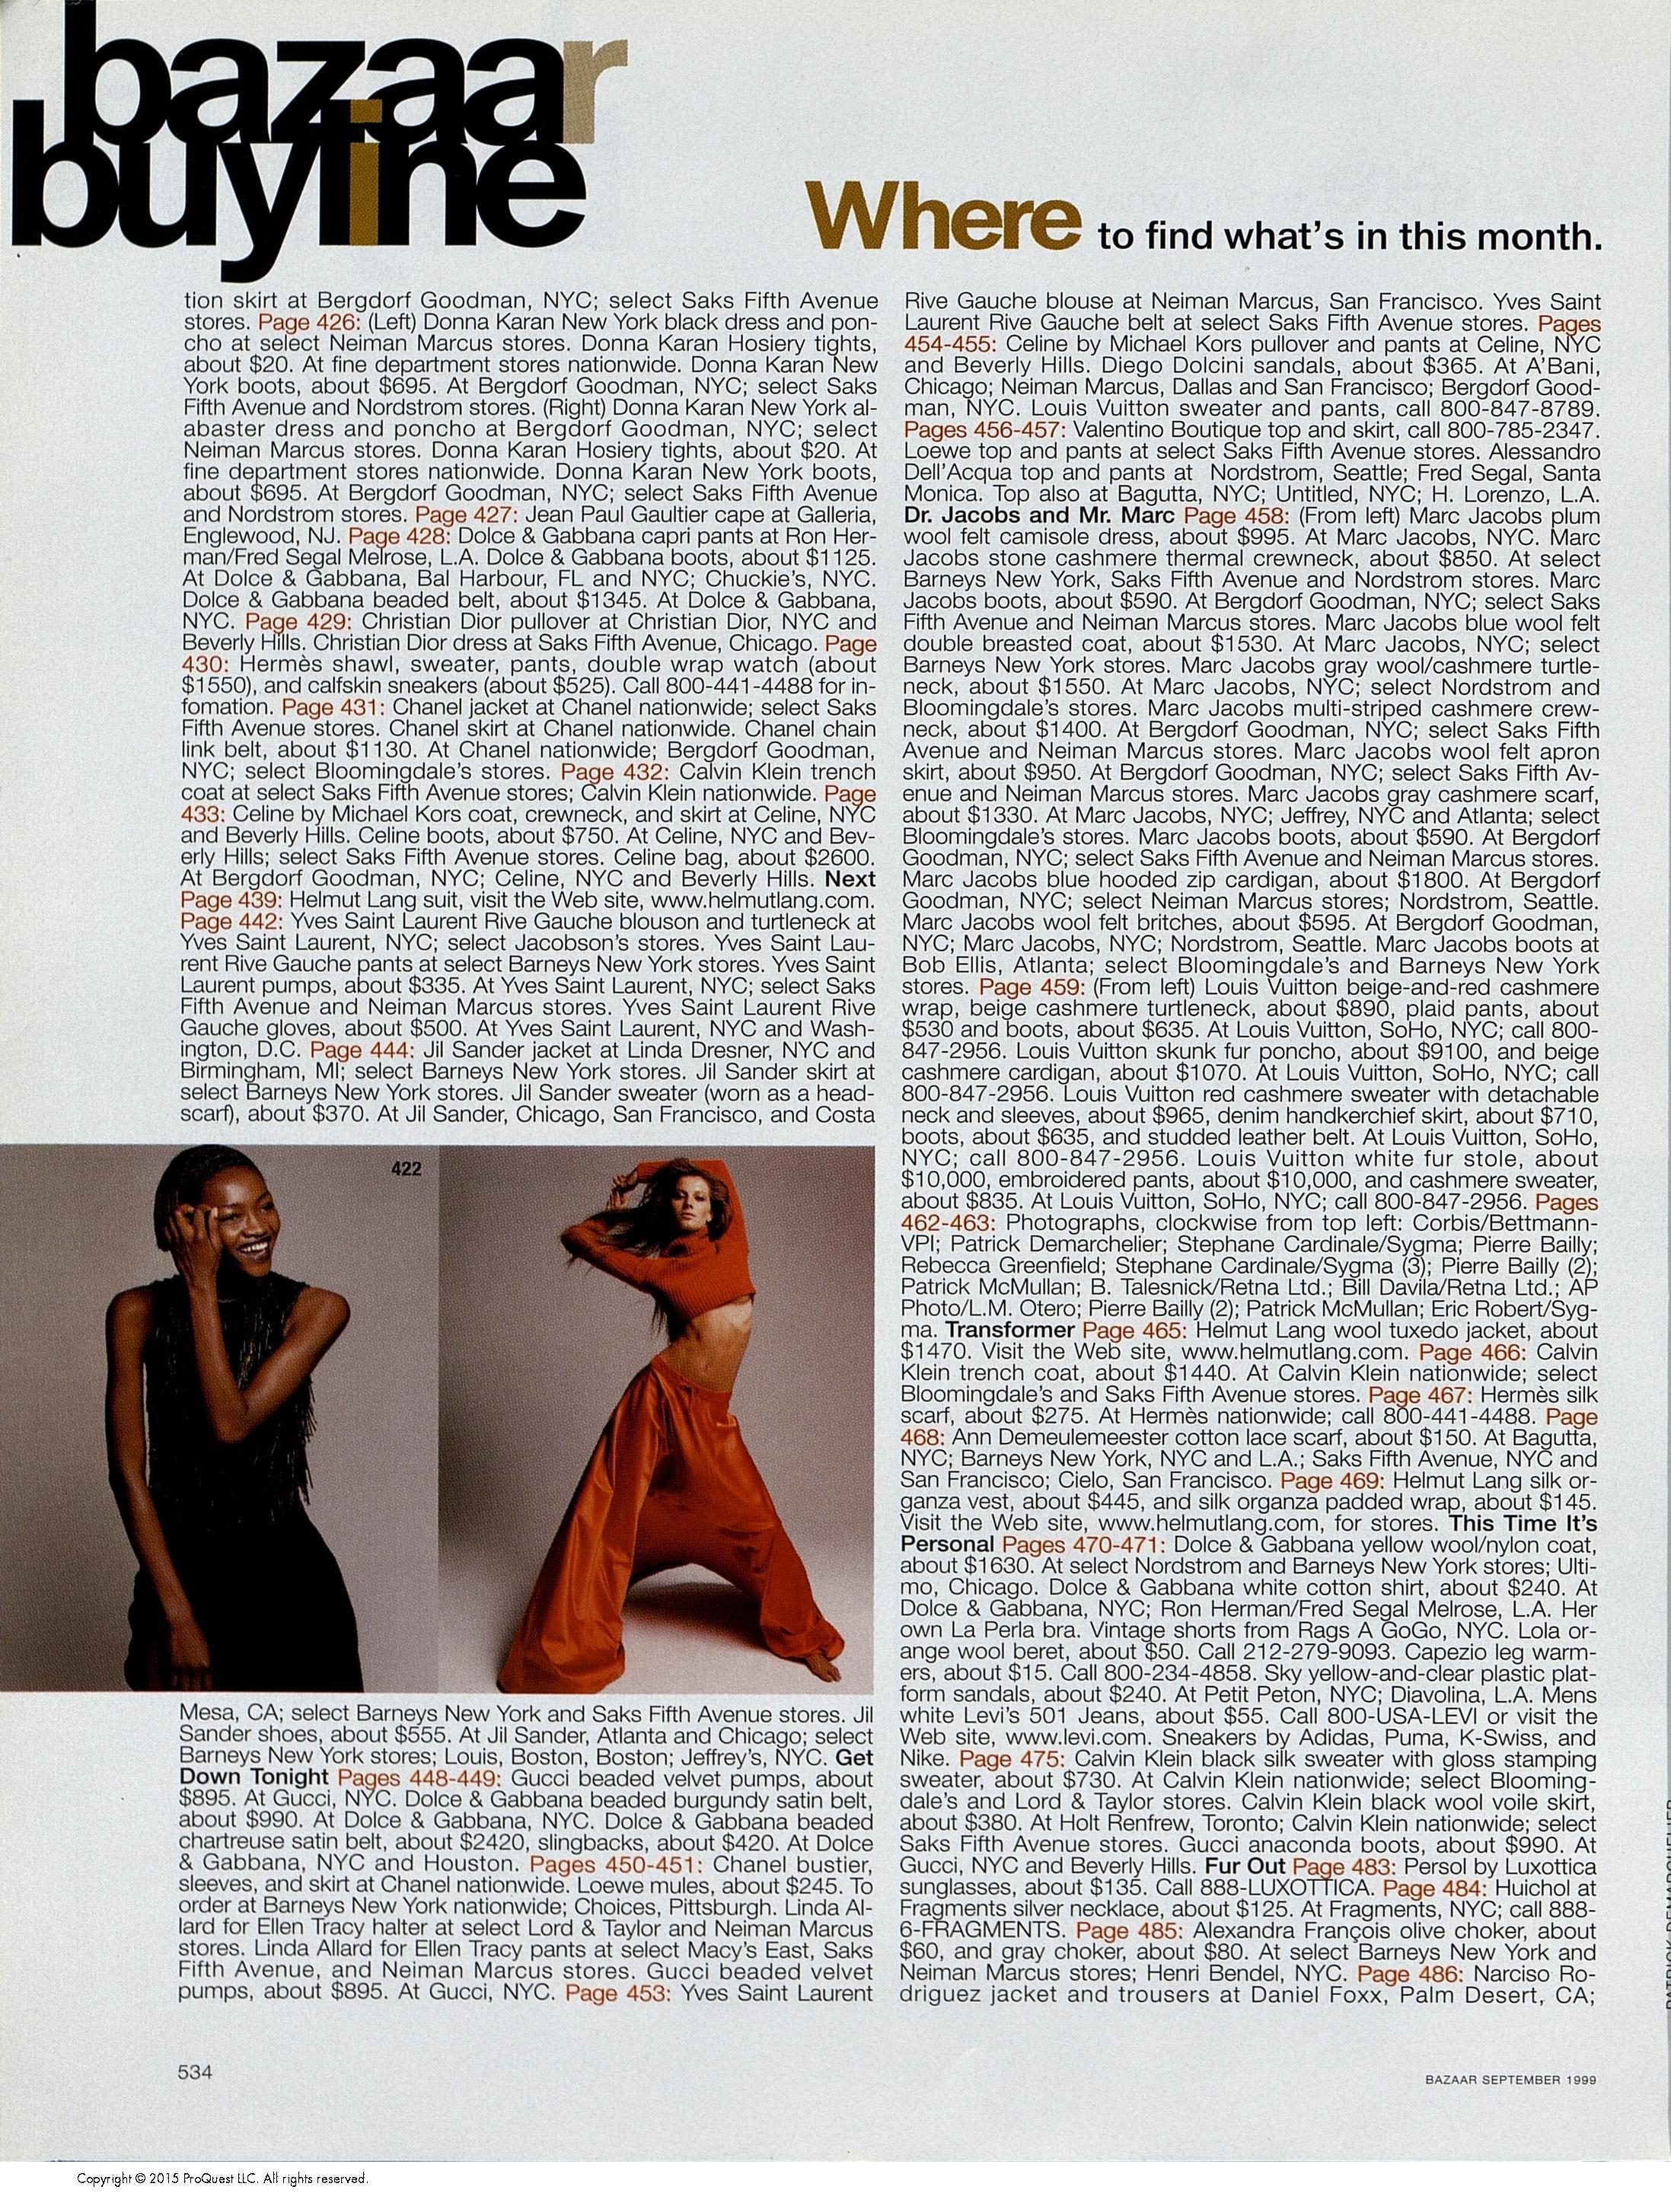 bazaar
buyline
Where to find what's in this month.
tion skirt at Bergdorf Goodman, NYC; select Saks Fifth Avenue
stores. Page 426: (Left) Donna Karan New York black dress and pon-
cho at select Neiman Marcus stores. Donna Karan Hosiery tights,
about $20. At fine department stores nationwide. Donna Karan New
York boots, about $695. At Bergdorf Goodman, NYC; select Saks
Fifth Avenue and Nordstrom stores. (Right) Donna Karan New York al-
abaster dress and poncho at Bergdorf Goodman, NYC; select
Neiman Marcus stores. Donna Karan Hosiery tights, about $20. At
fine department stores nationwide. Donna Karan New York boots,
about $695. At Bergdorf Goodman, NYC; select Saks Fifth Avenue
and Nordstrom stores. Page 427: Jean Paul Gaultier cape at Galleria,
Englewood, NJ. Page 428: Dolce & Gabbana capri pants at Ron Her-
man/Fred Segal Melrose, L.A. Dolce & Gabbana boots, about $1125.
At Dolce & Gabbana, Bal Harbour, FL and NYC; Chuckie's, NYC.
Dolce & Gabbana beaded belt, about $1345. At Dolce & Gabbana,
NYC. Page 429: Christian Dior pullover at Christian Dior, NYC and
Beverly Hills. Christian Dior dress at Saks Fifth Avenue, Chicago. Page
430: Hermès shawl, sweater, pants, double wrap watch (about
$1550), and calfskin sneakers (about $525). Call 800-441-4488 for in-
fomation. Page 431: Chanel jacket at Chanel nationwide; select Saks
Fifth Avenue stores. Chanel skirt at Chanel nationwide. Chanel chain
link belt, about $1130. At Chanel nationwide; Bergdorf Goodman,
NYC; select Bloomingdale's stores. Page 432: Calvin Klein trench
coat at select Saks Fifth Avenue stores; Calvin Klein nationwide. Page
433: Celine by Michael Kors coat, crewneck, and skirt at Celine, NYC
and Beverly Hills. Celine boots, about $750. At Celine, NYC and Bev-
erly Hills; select Saks Fifth Avenue stores. Celine bag, about $2600.
At Bergdorf Goodman, NYC; Celine, NYC and Beverly Hills. Next
Page 439: Helmut Lang suit, visit the Web site, www.helmutlang.com.
Page 442: Yves Saint Laurent Rive Gauche blouson and turtleneck at
Yves Saint Laurent, NYC; select Jacobson's stores. Yves Saint Lau-
rent Rive Gauche pants at select Barneys New York stores. Yves Saint
Laurent pumps, about $335. At Yves Saint Laurent, NYC; select Saks
Fifth Avenue and Neiman Marcus stores. Yves Saint Laurent Rive
Gauche gloves, about $500. At Yves Saint Laurent, NYC and Wash-
ington, D.C. Page 444: Jil Sander jacket at Linda Dresner, NYC and
Birmingham, MI; select Barneys New York stores. Jil Sander skirt at
select Barneys New York stores. Jil Sander sweater (worn as a head-
scarf), about $370. At Jil Sander, Chicago, San Francisco, and Costa
422
Mesa, CA; select Barneys New York and Saks Fifth Avenue stores. Jil
Sander shoes, about $555. At Jil Sander, Atlanta and Chicago; select
Barneys New York stores; Louis, Boston, Boston; Jeffrey's, NYC. Get
Down Tonight Pages 448-449: Gucci beaded velvet pumps, about
$895. At Gucci, NYC. Dolce & Gabbana beaded burgundy satin belt,
about $990. At Dolce & Gabbana, NYC. Dolce & Gabbana beaded
chartreuse satin belt, about $2420, slingbacks, about $420. At Dolce
& Gabbana, NYC and Houston. Pages 450-451: Chanel bustier,
sleeves, and skirt at Chanel nationwide. Loewe mules, about $245. To
order at Barneys New York nationwide; Choices, Pittsburgh. Linda Al-
lard for Ellen Tracy halter at select Lord & Taylor and Neiman Marcus
stores. Linda Allard for Ellen Tracy pants at select Macy's East, Saks
Fifth Avenue, and Neiman Marcus stores. Gucci beaded velvet
pumps, about $895. At Gucci, NYC. Page 453: Yves Saint Laurent
Rive Gauche blouse at Neiman Marcus, San Francisco. Yves Saint
Laurent Rive Gauche belt at select Saks Fifth Avenue stores. Pages
454-455: Celine by Michael Kors pullover and pants at Celine, NYC
and Beverly Hills. Diego Dolcini sandals, about $365. At A'Bani,
Chicago; Neiman Marcus, Dallas and San Francisco; Bergdorf Good-
man, NYC. Louis Vuitton sweater and pants, call 800-847-8789.
Pages 456-457: Valentino Boutique top and skirt, call 800-785-2347.
Loewe top and pants at select Saks Fifth Avenue stores. Alessandro
Dell'Acqua top and pants at Nordstrom, Seattle; Fred Segal, Santa
Monica. Top also at Bagutta, NYC; Untitled, NYC; H. Lorenzo, L.A.
Dr. Jacobs and Mr. Marc Page 458: (From left) Marc Jacobs plum
wool felt camisole dress, about $995. At Marc Jacobs, NYC. Marc
Jacobs stone cashmere thermal crewneck, about $850. At select
Barneys New York, Saks Fifth Avenue and Nordstrom stores. Marc
Jacobs boots, about $590. At Bergdorf Goodman, NYC; select Saks
Fifth Avenue and Neiman Marcus stores. Marc Jacobs blue wool felt
double breasted coat, about $1530. At Marc Jacobs, NYC; select
Barneys New York stores. Marc Jacobs gray wool/cashmere turtle-
neck, about $1550. At Marc Jacobs, NYC; select Nordstrom and
Bloomingdale's stores. Marc Jacobs multi-striped cashmere crew-
neck, about $1400. At Bergdorf Goodman, NYC; select Saks Fifth
Avenue and Neiman Marcus stores. Marc Jacobs wool felt apron
skirt, about $950. At Bergdorf Goodman, NYC; select Saks Fifth Av-
enue and Neiman Marcus stores. Marc Jacobs gray cashmere scarf,
about $1330. At Marc Jacobs, NYC; Jeffrey, NYC and Atlanta; select
Bloomingdale's stores. Marc Jacobs boots, about $590. At Bergdorf
Goodman, NYC; select Saks Fifth Avenue and Neiman Marcus stores.
Marc Jacobs blue hooded zip cardigan, about $1800. At Bergdorf
Goodman, NYC; select Neiman Marcus stores; Nordstrom, Seattle.
Marc Jacobs wool felt britches, about $595. At Bergdorf Goodman,
NYC; Marc Jacobs, NYC; Nordstrom, Seattle. Marc Jacobs boots at
Bob Ellis, Atlanta; select Bloomingdale's and Barneys New York
stores. Page 459: (From left) Louis Vuitton beige-and-red cashmere
wrap, beige cashmere turtleneck, about $890, plaid pants, about
$530 and boots, about $635. At Louis Vuitton, SoHo, NYC; call 800-
847-2956. Louis Vuitton skunk fur poncho, about $9100, and beige
cashmere cardigan, about $1070. At Louis Vuitton, SoHo, NYC; call
800-847-2956. Louis Vuitton red cashmere sweater with detachable
neck and sleeves, about $965, denim handkerchief skirt, about $710,
boots, about $635, and studded leather belt. At Louis Vuitton, SoHo,
NYC; call 800-847-2956. Louis Vuitton white fur stole, about
$10,000, embroidered pants, about $10,000, and cashmere sweater,
about $835. At Louis Vuitton, SoHo, NYC; call 800-847-2956. Pages
462-463: Photographs, clockwise from top left: Corbis/Bettmann-
VPI; Patrick Demarchelier; Stephane Cardinale/Sygma; Pierre Bailly;
Rebecca Greenfield; Stephane Cardinale/Sygma (3); Pierre Bailly (2);
Patrick McMullan; B. Talesnick/Retna Ltd.; Bill Davila/Retna Ltd.; AP
Photo/L.M. Otero; Pierre Bailly (2); Patrick McMullan; Eric Robert/Syg-
ma. Transformer Page 465: Helmut Lang wool tuxedo jacket, about
$1470. Visit the Web site, www.helmutlang.com. Page 466: Calvin
Klein trench coat, about $1440. At Calvin Klein nationwide; select
Bloomingdale's and Saks Fifth Avenue stores. Page 467: Hermès silk
scarf, about $275. At Hermès nationwide; call 800-441-4488. Page
468: Ann Demeulemeester cotton lace scarf, about $150. At Bagutta,
NYC; Barneys New York, NYC and L.A.; Saks Fifth Avenue, NYC and
San Francisco; Cielo, San Francisco. Page 469: Helmut Lang silk or-
ganza vest, about $445, and silk organza padded wrap, about $145.
Visit the Web site, www.helmutlang.com, for stores. This Time It's
Personal Pages 470-471: Dolce & Gabbana yellow wool/nylon coat,
about $1630. At select Nordstrom and Barneys New York stores; Ulti-
mo, Chicago. Dolce & Gabbana white cotton shirt, about $240. At
Dolce & Gabbana, NYC; Ron Herman/Fred Segal Melrose, L.A. Her
own La Perla bra. Vintage shorts from Rags A GoGo, NYC. Lola or-
ange wool beret, about $50. Call 212-279-9093. Capezio leg warm-
ers, about $15. Call 800-234-4858. Sky yellow-and-clear plastic plat-
form sandals, about $240. At Petit Peton, NYC; Diavolina, L.A. Mens
white Levi's 501 Jeans, about $55. Call 800-USA-LEVI or visit the
Web site, www.levi.com. Sneakers by Adidas, Puma, K-Swiss, and
Nike. Page 475: Calvin Klein black silk sweater with gloss stamping
sweater, about $730. At Calvin Klein nationwide; select Blooming-
dale's and Lord & Taylor stores. Calvin Klein black wool voile skirt,
about $380. At Holt Renfrew, Toronto; Calvin Klein nationwide; select
Saks Fifth Avenue stores. Gucci anaconda boots, about $990. At
Gucci, NYC and Beverly Hills. Fur Out Page 483: Persol by Luxottica
sunglasses, about $135. Call 888-LUXOTTICA. Page 484: Huichol at
Fragments silver necklace, about $125. At Fragments, NYC; call 888-
6-FRAGMENTS. Page 485: Alexandra François olive choker, about
$60, and gray choker, about $80. At select Barneys New York and
Neiman Marcus stores; Henri Bendel, NYC. Page 486: Narciso Ro-
driguez jacket and trousers at Daniel Foxx, Palm Desert, CA;
534
BAZAAR SEPTEMBER 1999
Copyright © 2015 ProQuest LLC. All rights reserved.